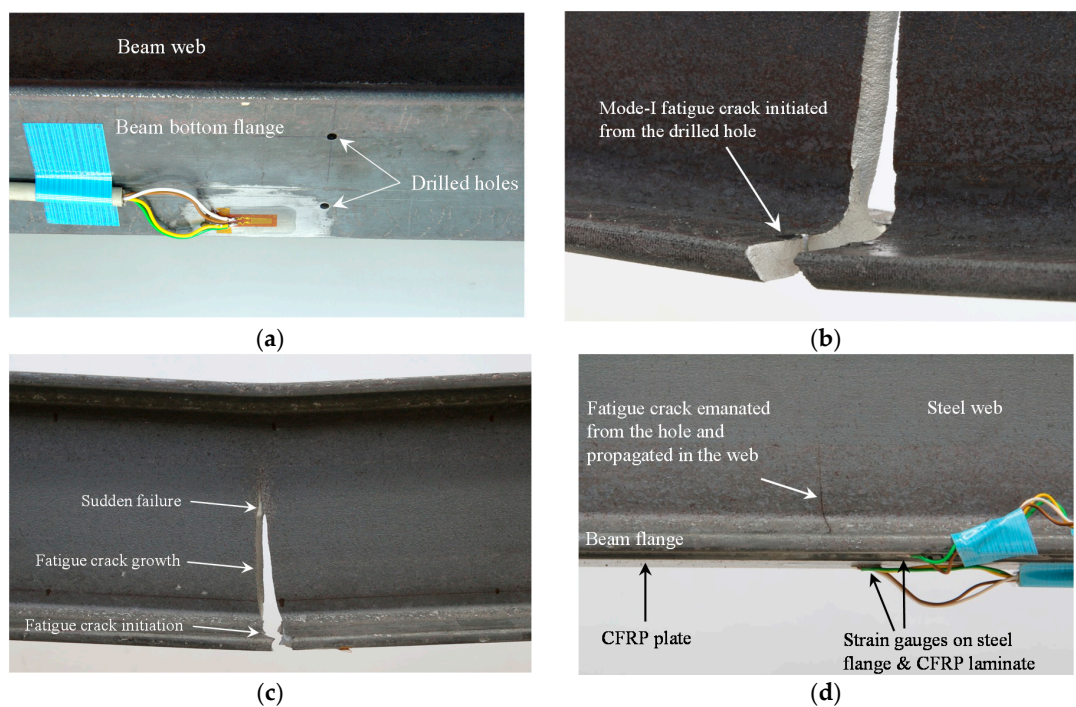 Beam web
Beam bottom flange
Drilled holes
(a)
Mode-I fatigue crack initiated
from the drilled hole
(b)
Sudden failure
Fatigue crack growth
Fatigue crack initiation
(c)
Fatigue crack emanated
from the hole and
propagated in the web
Steel web
Beam flange
CFRP plate
Strain gauges on steel
flange & CFRP laminate
(d)